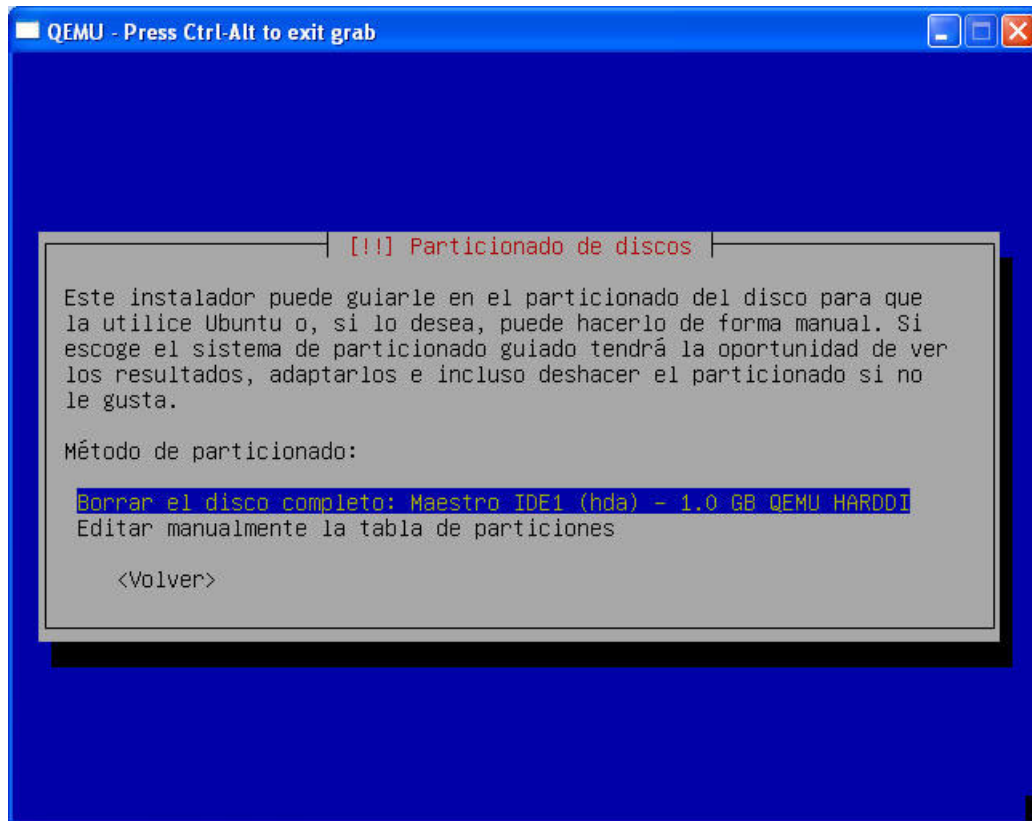 QEMU - Press Ctrl-Alt to exit grab
[!!] Particionado de discos
Este instalador puede guiarle en el particionado del disco para que
la utilice Ubuntu o, si lo desea, puede hacerlo de forma manual. Si
escoge el sistema de particionado guiado tendrá la oportunidad de ver
los resultados, adaptarlos e incluso deshacer el particionado si no
le gusta.
Método de particionado:
Borrar el disco completo: Maestro IDE1 (hda) - 1.0 GB QEMU HARDDI
Editar manualmente la tabla de particiones
<Volver>